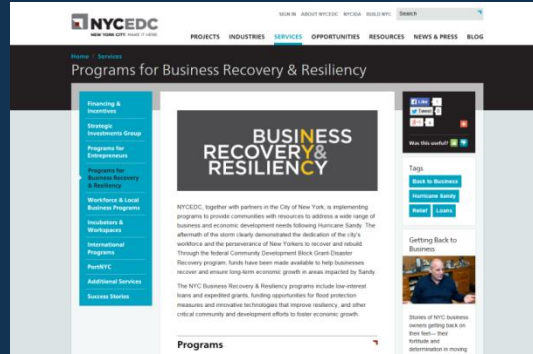 SIGN IN ABOUT NYCEDC NYCIDA BUILD NYC Search
NYCEDC
NEW YORK CITY. MAKE IT HERE.
PROJECTS INDUSTRIES SERVICES OPPORTUNITIES RESOURCES NEWS & PRESS BLOG
Home / Services
Programs for Business Recovery & Resiliency
Financing &
Incentives
Strategic
Investments Group
Programs for
Entrepreneurs
Programs for
Business Recovery
& Resiliency
Workforce & Local
Business Programs
Incubators &
Workspaces
International
Programs
PortNYC
Additional Services
Success Stories
BUSINESS
RECOVERY&
RESILIENCY
NYCEDC, together with partners in the City of New York, is implementing
programs to provide communities with resources to address a wide range of
business and economic development needs following Hurricane Sandy. The
aftermath of the storm clearly demonstrated the dedication of the city's
workforce and the perseverance of New Yorkers to recover and rebuild.
Through the federal Community Development Block Grant-Disaster
Recovery program, funds have been made available to help businesses
recover and ensure long-term economic growth in areas impacted by Sandy.
The NYC Business Recovery & Resiliency programs include low-interest
loans and expedited grants, funding opportunities for flood protection
measures and innovative technologies that improve resiliency, and other
critical community and development efforts to foster economic growth.
Programs
Like
Tweet
Was this useful?
Tags
Back to Business
Hurricane Sandy
Relief Loans
Getting Back to
Business
Stories of NYC business
owners getting back on
their feet— their
fortitude and
determination in moving